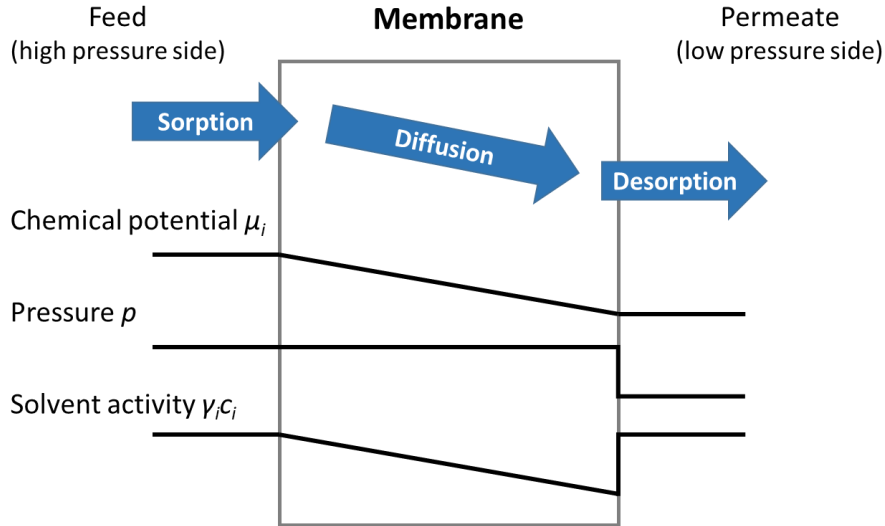 Feed
(high pressure side)
Membrane
Permeate
(low pressure side)
Sorption
Diffusion
Desorption
Chemical potential μi
Pressure p
Solvent activity γici